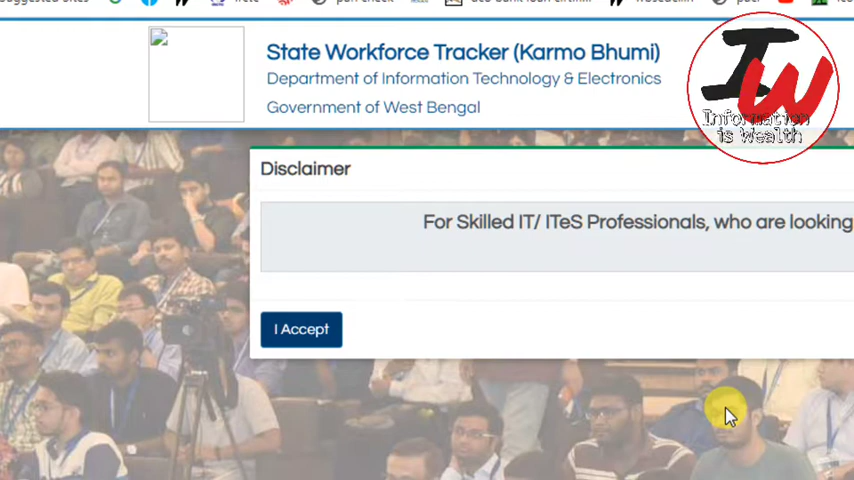 State Workforce Tracker (Karmo Bhumi)
Department of Information Technology & Electronics
Government of West Bengal
IW
Information
is Wealth
Disclaimer
For Skilled IT/ ITeS Professionals, who are looking
I Accept